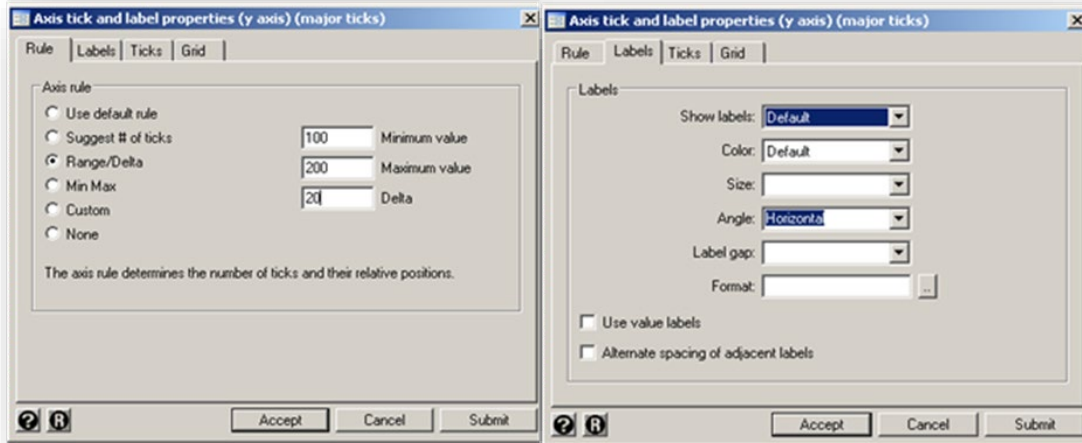 Axis tick and label properties (y axis) (major ticks)
Rule Labels Ticks Grid
Axis rule
Use default rule
Suggest # of ticks
Range/Delta
Min Max
Custom
None
100 Minimum value
200 Maximum value
20 Delta
The axis rule determines the number of ticks and their relative positions.
? R Accept Cancel Submit
Axis tick and label properties (y axis) (major ticks)
Rule Labels Ticks Grid
Labels
Show labels: Default
Color: Default
Size:
Angle: Horizontal
Label gap:
Format: ..
Use value labels
Alternate spacing of adjacent labels
? R Accept Cancel Submit